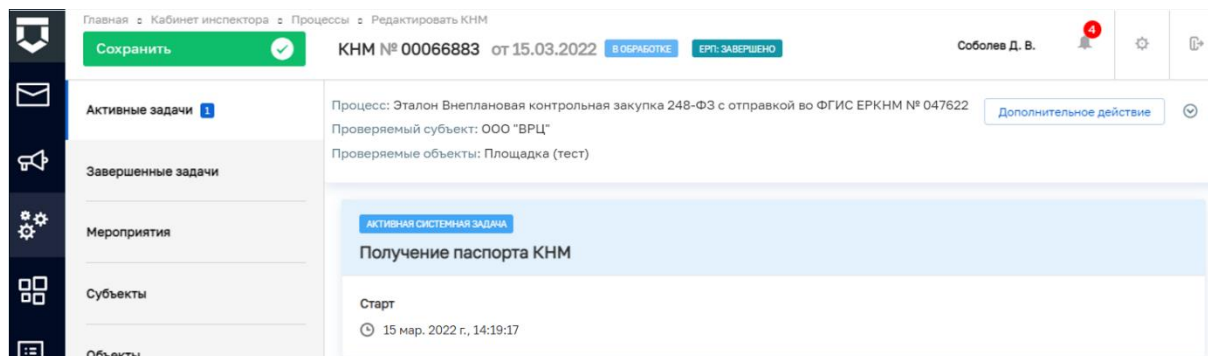 Главная Кабинет инспектора Процессы Редактировать КНМ
Сохранить
КНМ № 00066883 от 15.03.2022 В ОБРАБОТКЕ ЕРП: ЗАВЕРШЕНО
Соболев Д. В.
4
Активные задачи 1
Завершенные задачи
Мероприятия
Субъекты
Объекты
Процесс: Эталон Внеплановая контрольная закупка 248-ФЗ с отправкой во ФГИС ЕРКНМ № 047622
Дополнительное действие
Проверяемый субъект: ООО "ВРЦ"
Проверяемые объекты: Площадка (тест)
АКТИВНАЯ СИСТЕМНАЯ ЗАДАЧА
Получение паспорта КНМ
Старт
15 мар. 2022 г., 14:19:17